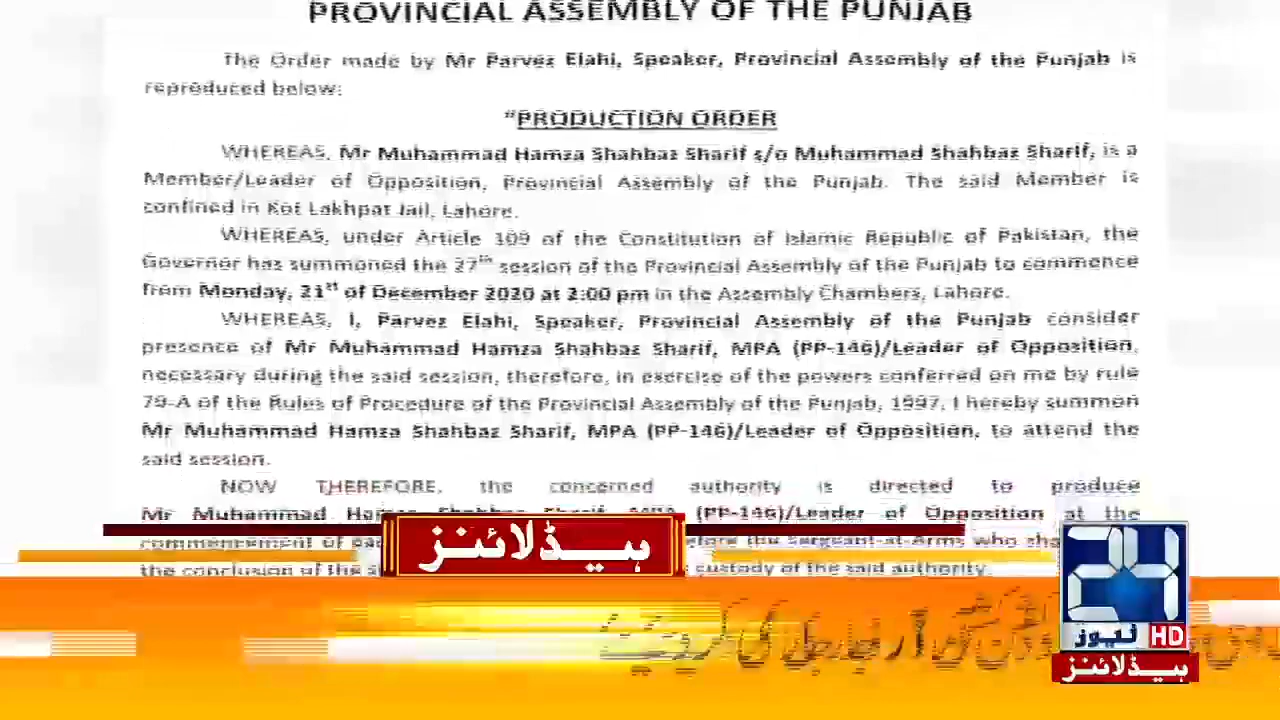 PROVINCIAL ASSEMBLY OF THE PUNJAB
The Order made by Mr Parvez Elahi, Speaker, Provincial Assembly of the Punjab is
reproduced below:
"PRODUCTION ORDER
WHEREAS, Mr Muhammad Hamza Shahbaz Sharif s/o Muhammad Shahbaz Sharif, is a
Member/Leader of Opposition, Provincial Assembly of the Punjab. The said Member is
confined in Kot Lakhpat Jail, Lahore.
WHEREAS, under Article 109 of the Constitution of Islamic Republic of Pakistan, the
Governor has summoned the 27th session of the Provincial Assembly of the Punjab to commence
from Monday, 21st of December 2020 at 2:00 pm in the Assembly Chambers, Lahore.
WHEREAS, I, Parvez Elahi, Speaker, Provincial Assembly of the Punjab consider
presence of Mr Muhammad Hamza Shahbaz Sharif, MPA (PP-146)/Leader of Opposition,
necessary during the said session, therefore, in exercise of the powers conferred on me by rule
79-A of the Rules of Procedure of the Provincial Assembly of the Punjab, 1997, I hereby summon
Mr Muhammad Hamza Shahbaz Sharif, MPA (PP-146)/Leader of Opposition, to attend the
said session.
NOW THEREFORE, the concerned authority is directed to produce
Mr Muhammad Hamza Shahbaz Sharif, MPA (PP-146)/Leader of Opposition at the
commencement of Sergeant-at-Arms who
the conclusion of the custody of the said authority.
ہیڈلائنز
24
نیوز HD
ہیڈلائنز